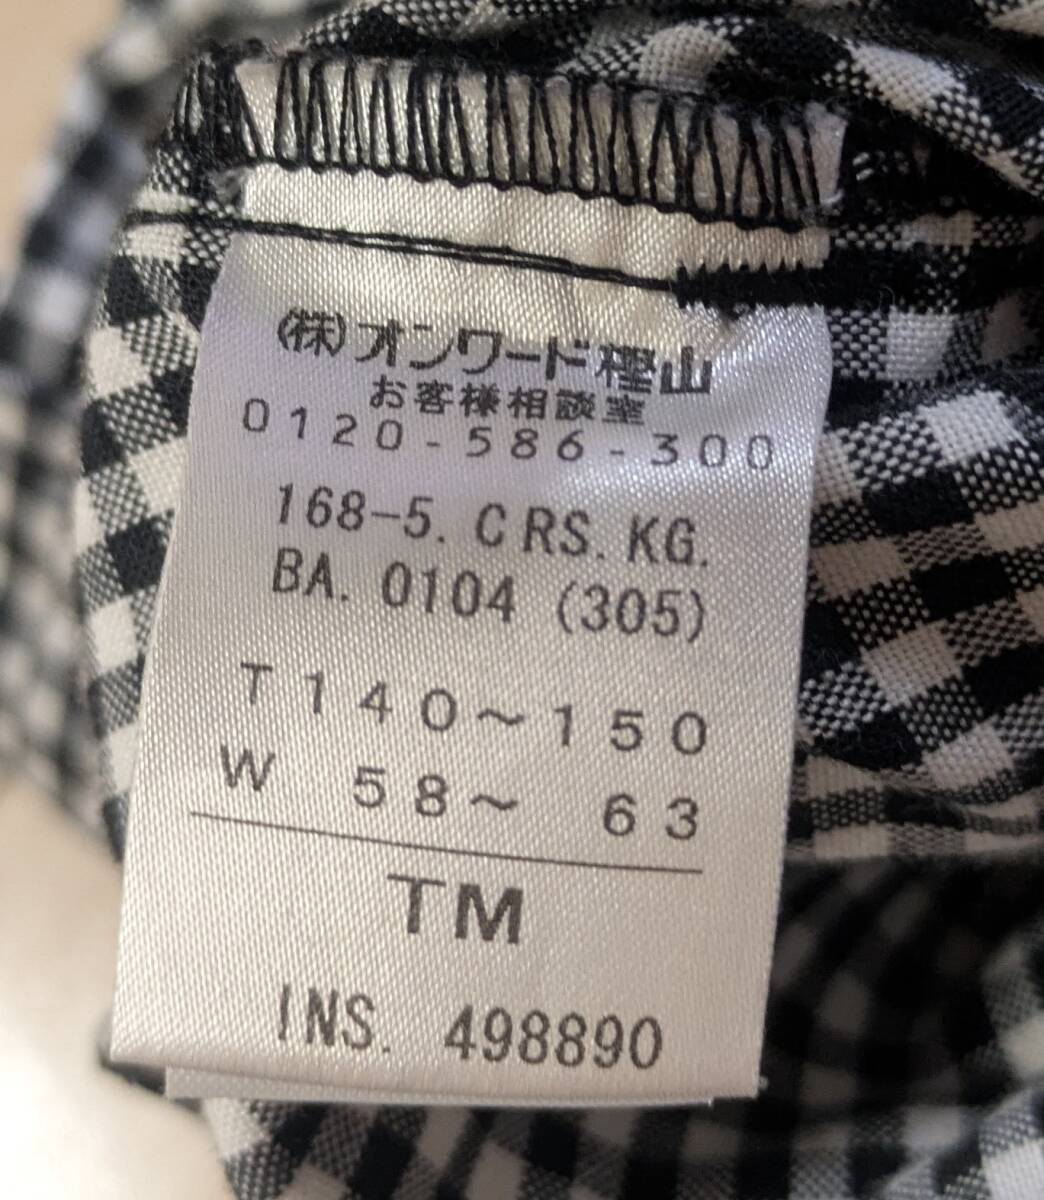 (株)オンワード樫山
お客様相談室
0120-586-300
168-5. CRS. KG.
BA. 0104 (305)
T140～150
W 58～ 63
TM
INS. 498890